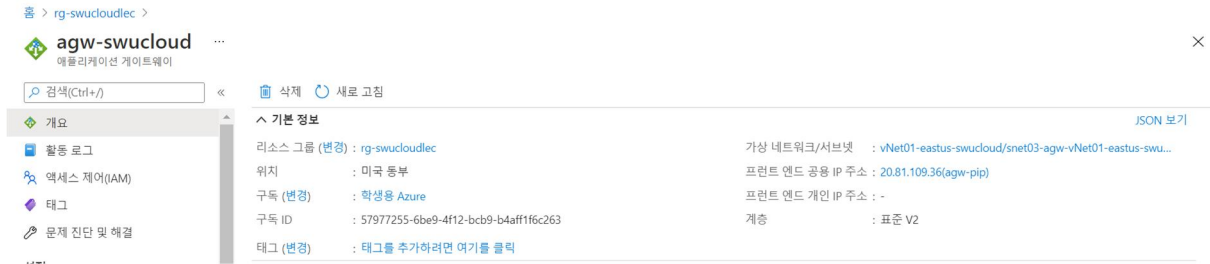 홈 > rg-swucloudlec >
agw-swucloud ...
애플리케이션 게이트웨이
검색(Ctrl+/)
«
삭제
새로 고침
개요
활동 로그
액세스 제어(IAM)
태그
문제 진단 및 해결
기본 정보
JSON 보기
리소스 그룹 (변경) : rg-swucloudlec
위치 : 미국 동부
구독 (변경) : 학생용 Azure
구독 ID : 57977255-6be9-4f12-bcb9-b4aff1f6c263
태그 (변경) : 태그를 추가하려면 여기를 클릭
가상 네트워크/서브넷 : vNet01-eastus-swucloud/snet03-agw-vNet01-eastus-swu...
프런트 엔드 공용 IP 주소 : 20.81.109.36(agw-pip)
프런트 엔드 개인 IP 주소 : -
계층 : 표준 V2